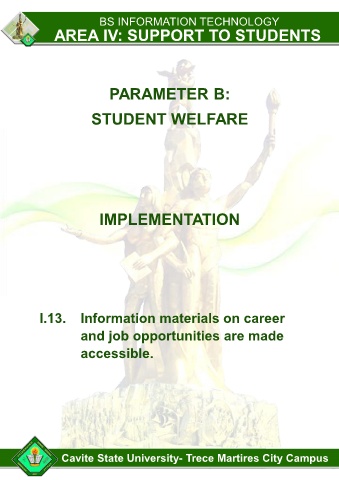 BS INFORMATION TECHNOLOGY
AREA IV: SUPPORT TO STUDENTS
PARAMETER B:
STUDENT WELFARE
IMPLEMENTATION
I.13. Information materials on career
and job opportunities are made
accessible.
Cavite State University- Trece Martires City Campus